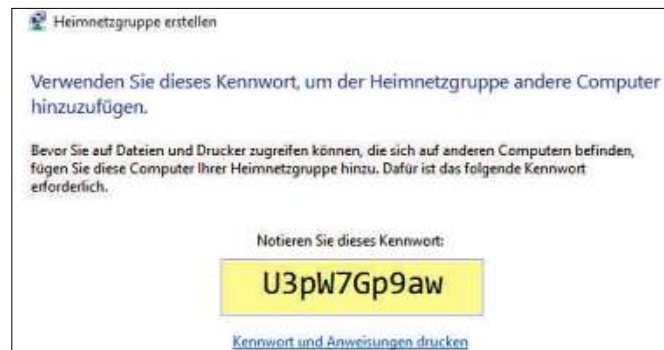 Heimnetzgruppe erstellen
Verwenden Sie dieses Kennwort, um der Heimnetzgruppe andere Computer
hinzuzufügen.
Bevor Sie auf Dateien und Drucker zugreifen können, die sich auf anderen Computern befinden,
fügen Sie diese Computer Ihrer Heimnetzgruppe hinzu. Dafür ist das folgende Kennwort
erforderlich.
Notieren Sie dieses Kennwort:
U3pW7Gp9aw
Kennwort und Anweisungen drucken